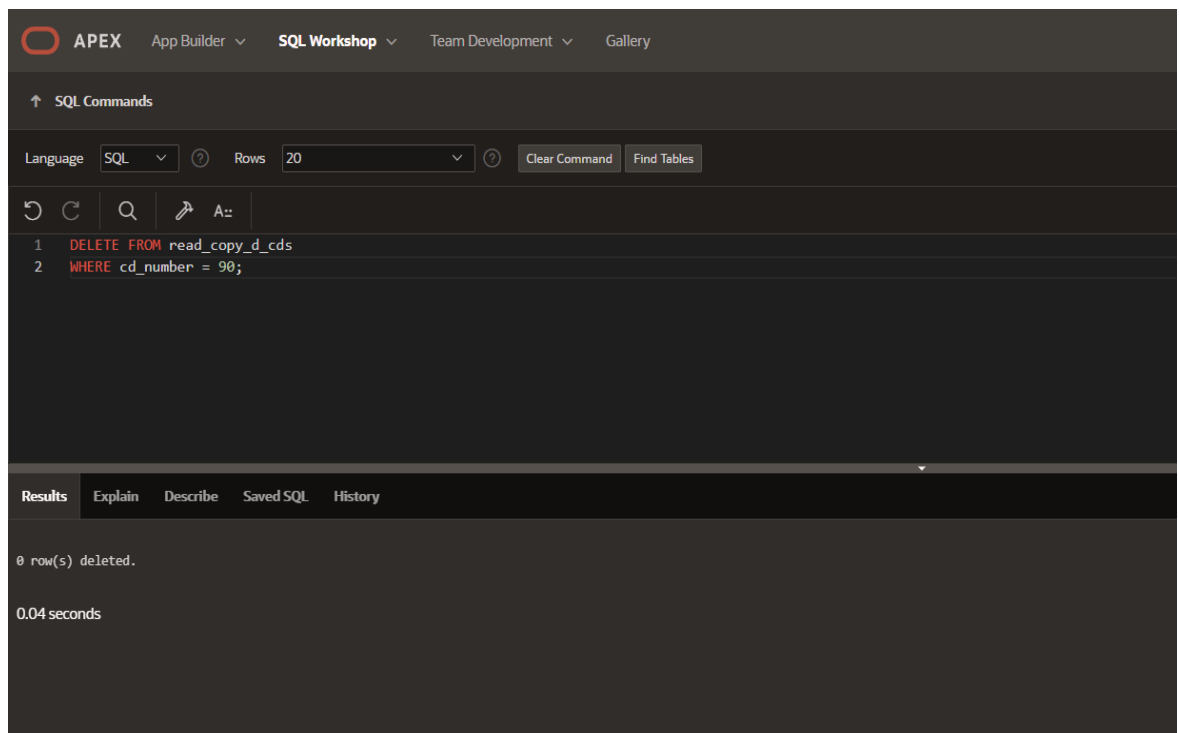 APEX App Builder SQL Workshop Team Development Gallery
SQL Commands
Language SQL ? Rows 20 ? Clear Command Find Tables
A::
1 DELETE FROM read_copy_d_cds
2 WHERE cd_number = 90;
Results Explain Describe Saved SQL History
0 row(s) deleted.
0.04 seconds